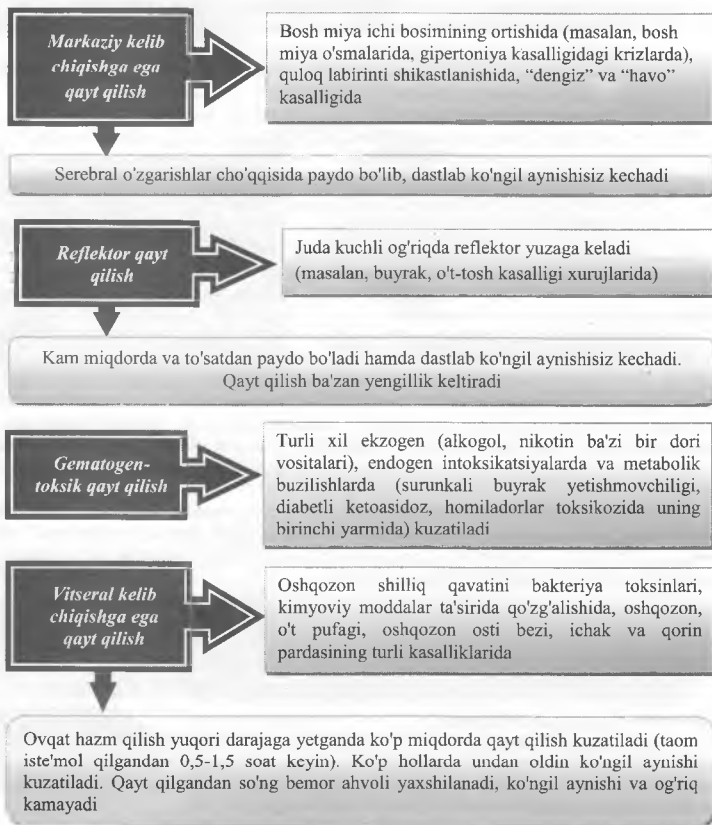 Markaziy kelib
chiqishga ega
qayt qilish
Bosh miya ichi bosimining ortishida (masalan, bosh
miya o'smalarida, gipertoniya kasalligidagi krizlarda),
quloq labirinti shikastlanishida, “dengiz” va “havo”
kasalligida
Serebral o'zgarishlar cho'qqisida paydo bo'lib, dastlab ko'ngil aynishisiz kechadi
Reflektor qayt
qilish
Juda kuchli og'riqda reflektor yuzaga keladi
(masalan, buyrak, o't-tosh kasalligi xurujlarida)
Kam miqdorda va to'satdan paydo bo'ladi hamda dastlab ko'ngil aynishisiz kechadi.
Qayt qilish ba'zan yengillik keltiradi
Gematogen-
toksik qayt qilish
Turli xil ekzogen (alkogol, nikotin ba'zi bir dori
vositalari), endogen intoksikatsiyalarda va metabolik
buzilishlarda (surunkali buyrak yetishmovchiligi,
diabetli ketoasidoz, homiladorlar toksikozida uning
birinchi yarmida) kuzatiladi
Vitseral kelib
chiqishga ega
qayt qilish
Oshqozon shilliq qavatini bakteriya toksinlari,
kimyoviy moddalar ta'sirida qo'zg'alishida, oshqozon,
o't pufagi, oshqozon osti bezi, ichak va qorin
pardasining turli kasalliklarida
Ovqat hazm qilish yuqori darajaga yetganda ko'p miqdorda qayt qilish kuzatiladi (taom
iste'mol qilgandan 0,5-1,5 soat keyin). Ko'p hollarda undan oldin ko'ngil aynishi
kuzatiladi. Qayt qilgandan so'ng bemor ahvoli yaxshilanadi, ko'ngil aynishi va og'riq
kamayadi